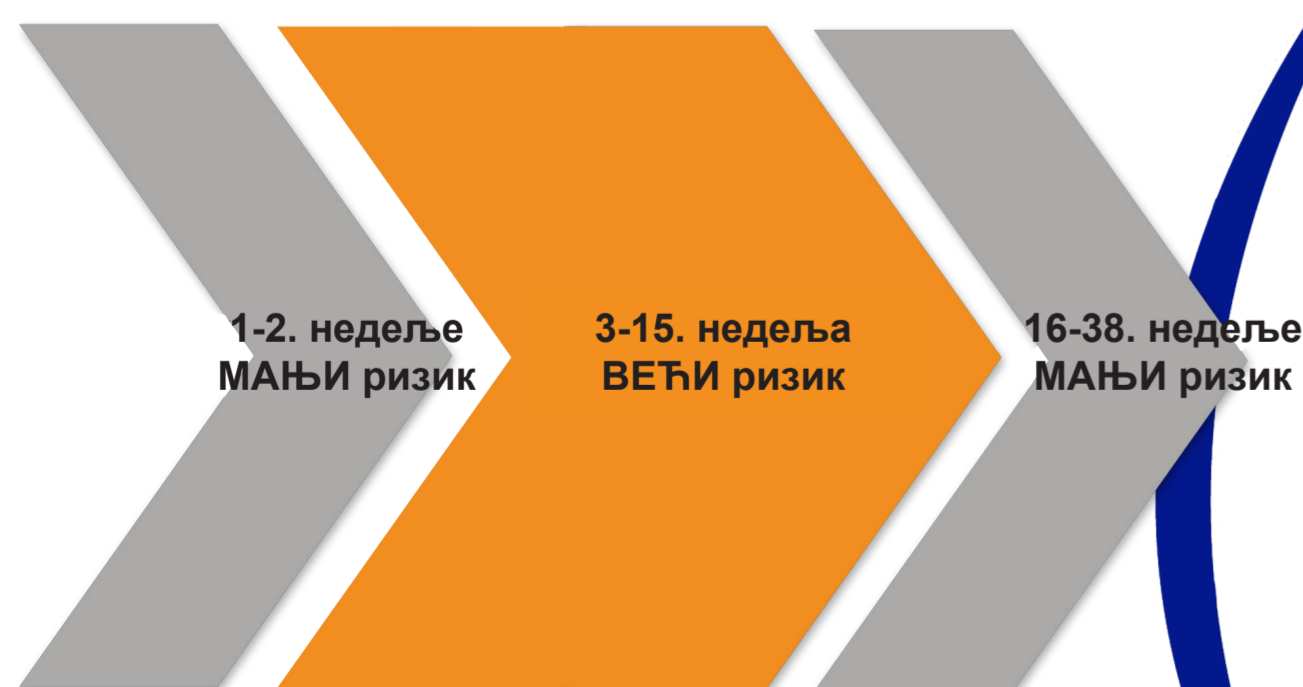 1-2. недеље
МАЊИ ризик
3-15. недеља
ВЕЋИ ризик
16-38. недеље
МАЊИ ризик